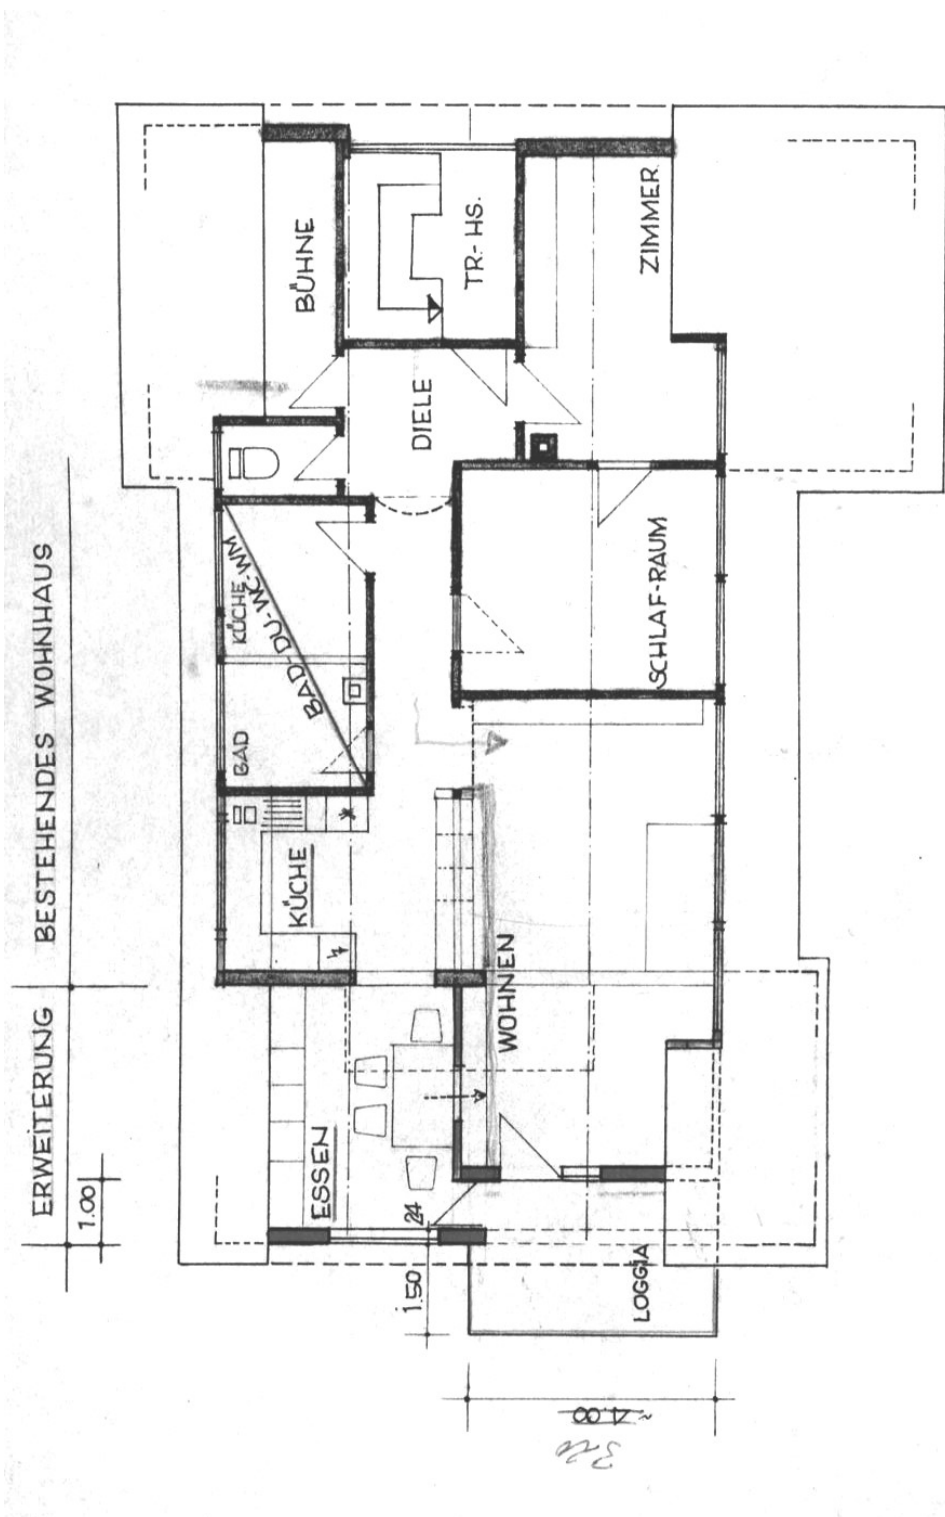 BESTEHENDES WOHNHAUS
ERWEITERUNG
1.00
BÜHNE
TR.-HS.
ZIMMER
DIELE
KÜCHE
BAD-DU-WC-WM
BAD
SCHLAF-RAUM
KÜCHE
WOHNEN
ESSEN
24
1.50
LOGGIA
~4.00